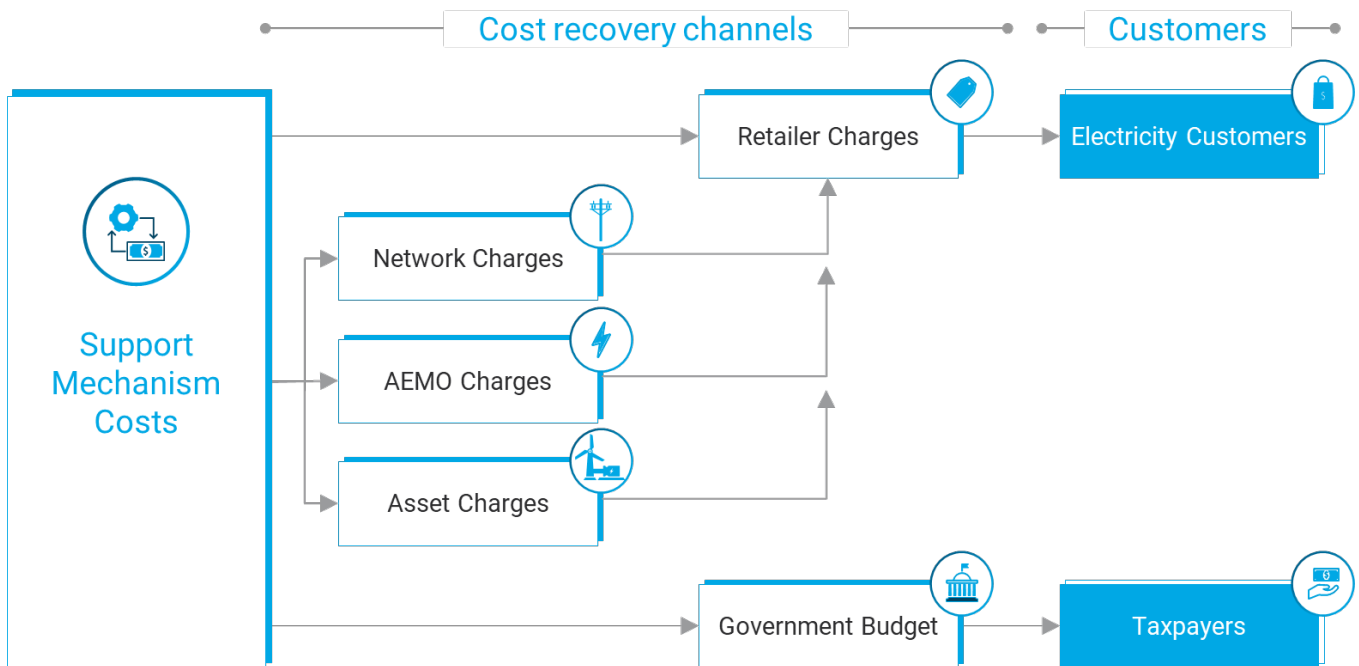 Cost recovery channels
Customers
Retailer Charges
Electricity Customers
Network Charges
Support
Mechanism
Costs
AEMO Charges
Asset Charges
Government Budget
Taxpayers